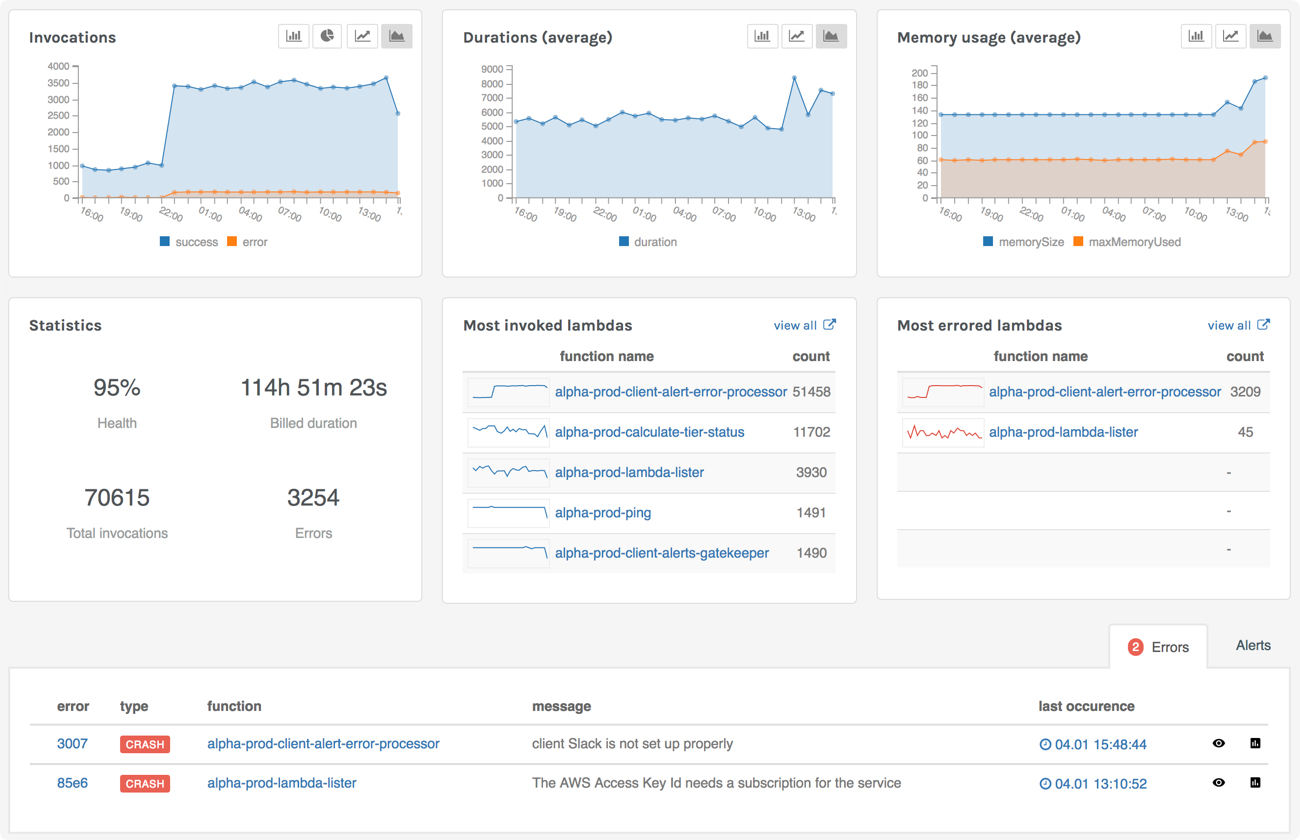 Invocations
4000
3500
3000
2500
2000
1500
1000
500
0
16:00 19:00 22:00 01:00 04:00 07:00 10:00 13:00
success error
Durations (average)
9000
8000
7000
6000
5000
4000
3000
2000
1000
0
16:00 19:00 22:00 01:00 04:00 07:00 10:00 13:00
duration
Memory usage (average)
200
180
160
140
120
100
80
60
40
20
0
16:00 19:00 22:00 01:00 04:00 07:00 10:00 13:00
memorySize maxMemoryUsed
Statistics
95% 114h 51m 23s
Health Billed duration
70615 3254
Total invocations Errors
Most invoked lambdas view all
function name count
alpha-prod-client-alert-error-processor 51458
alpha-prod-calculate-tier-status 11702
alpha-prod-lambda-lister 3930
alpha-prod-ping 1491
alpha-prod-client-alerts-gatekeeper 1490
Most errored lambdas view all
function name count
alpha-prod-client-alert-error-processor 3209
alpha-prod-lambda-lister 45
-
-
-
2 Errors Alerts
error type function message last occurence
3007 CRASH alpha-prod-client-alert-error-processor client Slack is not set up properly 04.01 15:48:44
85e6 CRASH alpha-prod-lambda-lister The AWS Access Key Id needs a subscription for the service 04.01 13:10:52